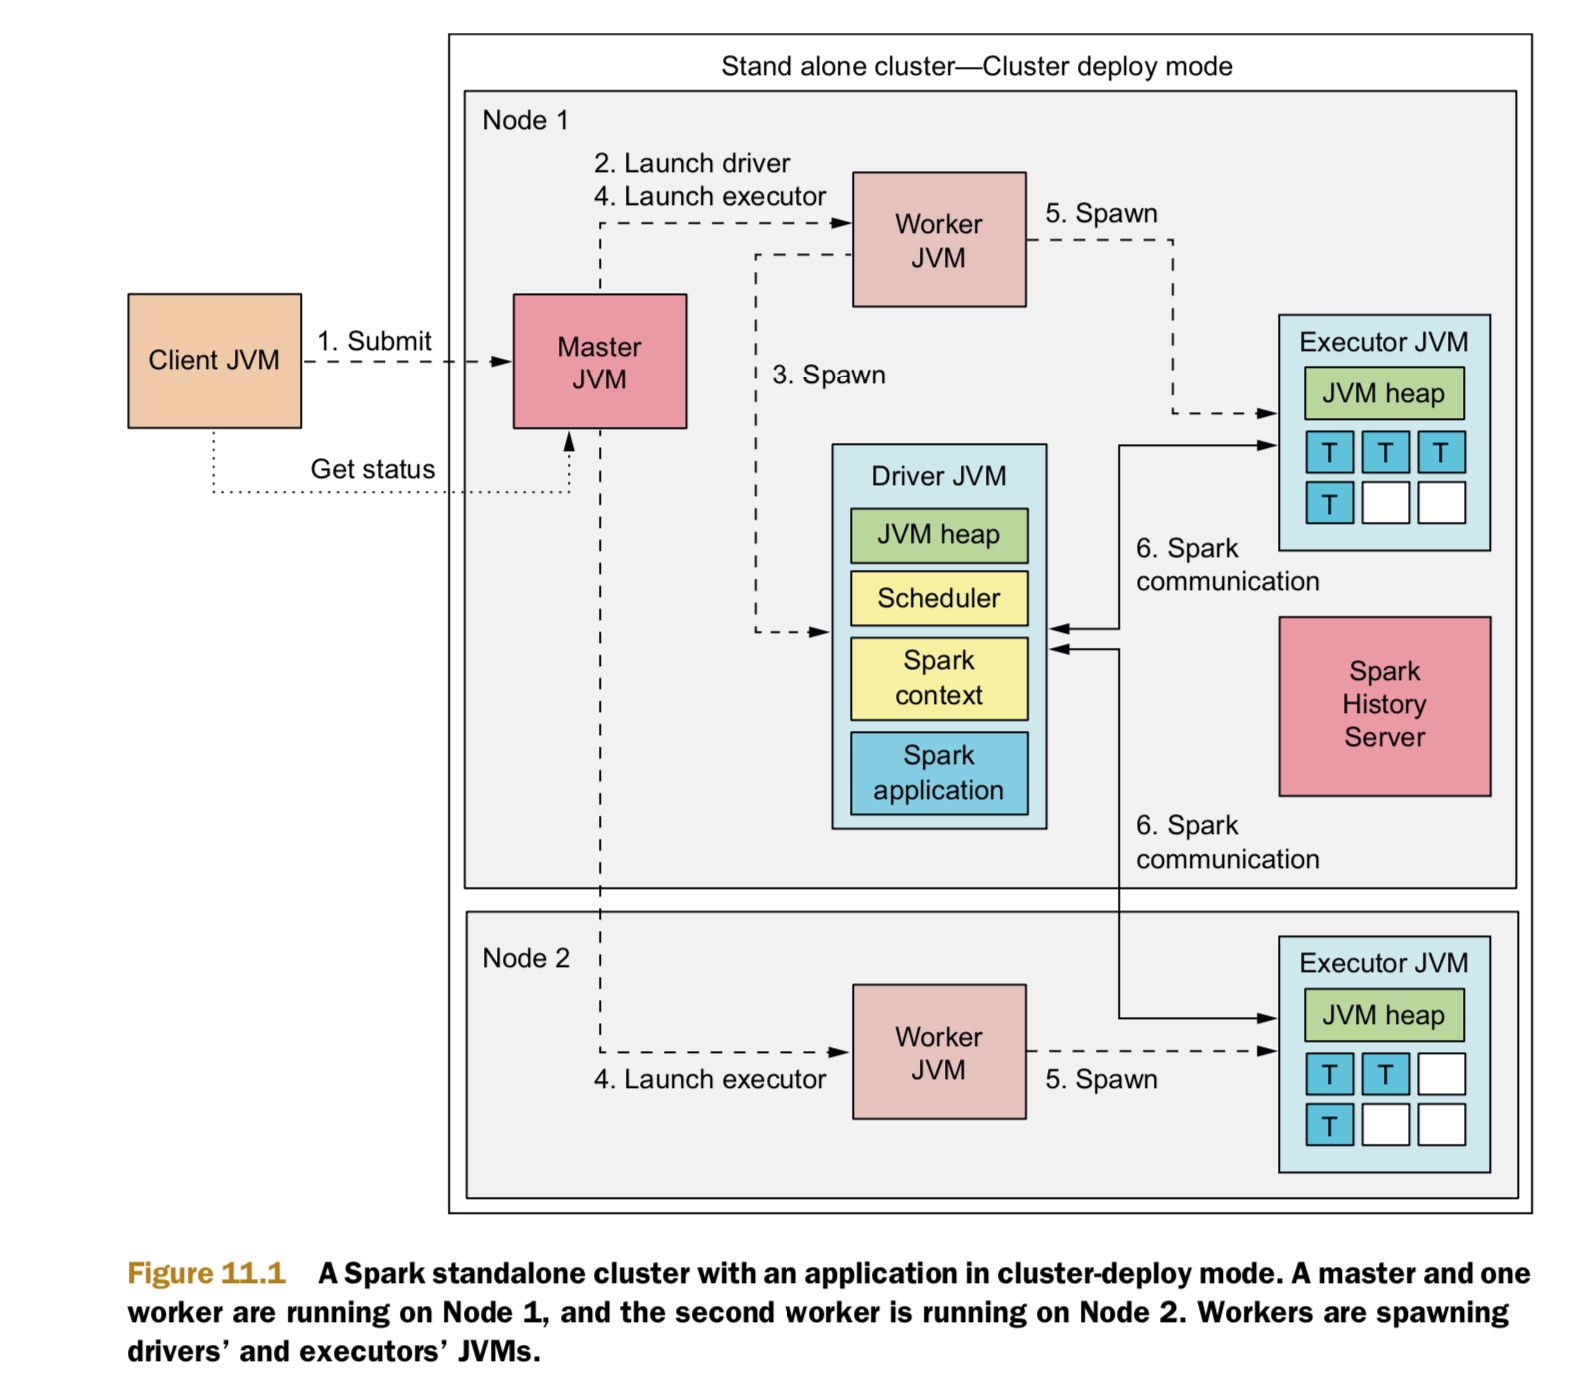 Stand alone cluster—Cluster deploy mode
Node 1
2. Launch driver
4. Launch executor
Worker
JVM
5. Spawn
Client JVM
1. Submit
Master
JVM
Get status
3. Spawn
Executor JVM
JVM heap
T T T
T
Driver JVM
JVM heap
Scheduler
Spark
context
Spark
application
6. Spark
communication
Spark
History
Server
6. Spark
communication
Node 2
4. Launch executor
Worker
JVM
5. Spawn
Executor JVM
JVM heap
T T
T
Figure 11.1 A Spark standalone cluster with an application in cluster-deploy mode. A master and one
worker are running on Node 1, and the second worker is running on Node 2. Workers are spawning
drivers’ and executors’ JVMs.